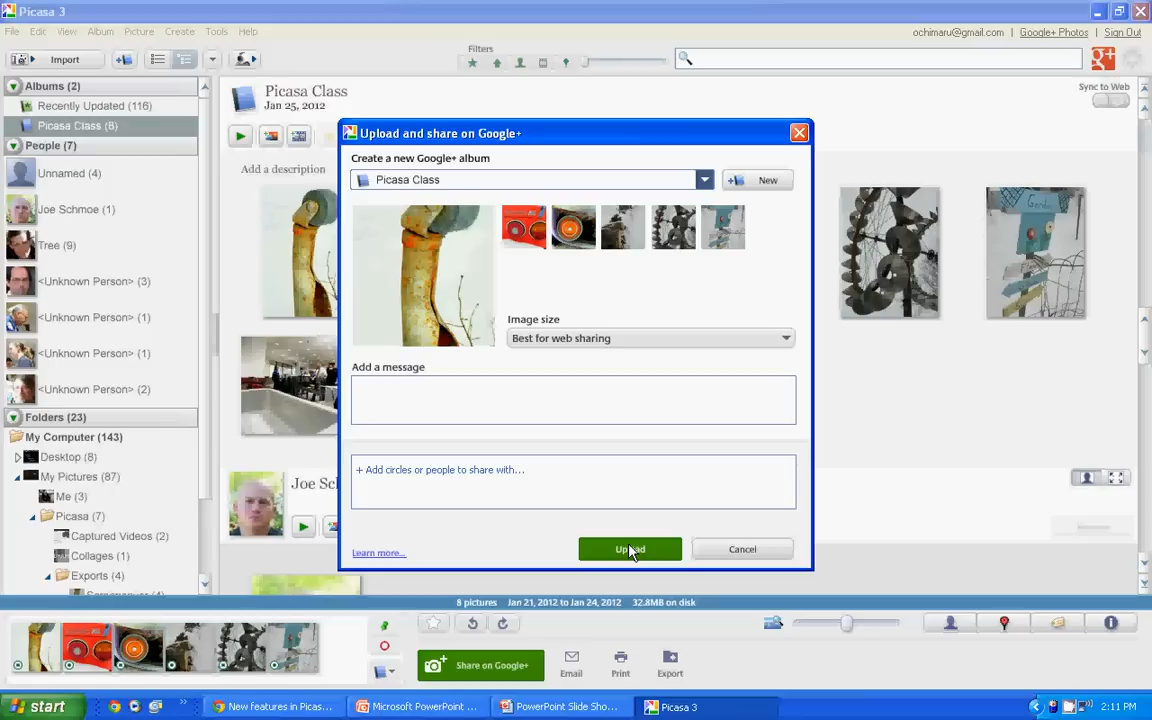 Picasa 3
File Edit View Album Picture Create Tools Help
ochimaru@gmail.com | Google+ Photos | Sign Out
Import
Filters
Albums (2)
Recently Updated (116)
Picasa Class (8)
People (7)
Unnamed (4)
Joe Schmoe (1)
Tree (9)
<Unknown Person> (3)
<Unknown Person> (1)
<Unknown Person> (1)
<Unknown Person> (2)
Folders (23)
My Computer (143)
Desktop (8)
My Pictures (87)
Me (3)
Picasa (7)
Captured Videos (2)
Collages (1)
Exports (4)
Picasa Class
Jan 25, 2012
Sync to Web
Add a description
Joe Sc
Upload and share on Google+
Create a new Google+ album
Picasa Class
New
Image size
Best for web sharing
Add a message
+ Add circles or people to share with...
Learn more...
Upload
Cancel
8 pictures Jan 21, 2012 to Jan 24, 2012 32.8MB on disk
Share on Google+
Email
Print
Export
start
New features in Picas...
Microsoft PowerPoint ...
PowerPoint Slide Sho...
Picasa 3
2:11 PM